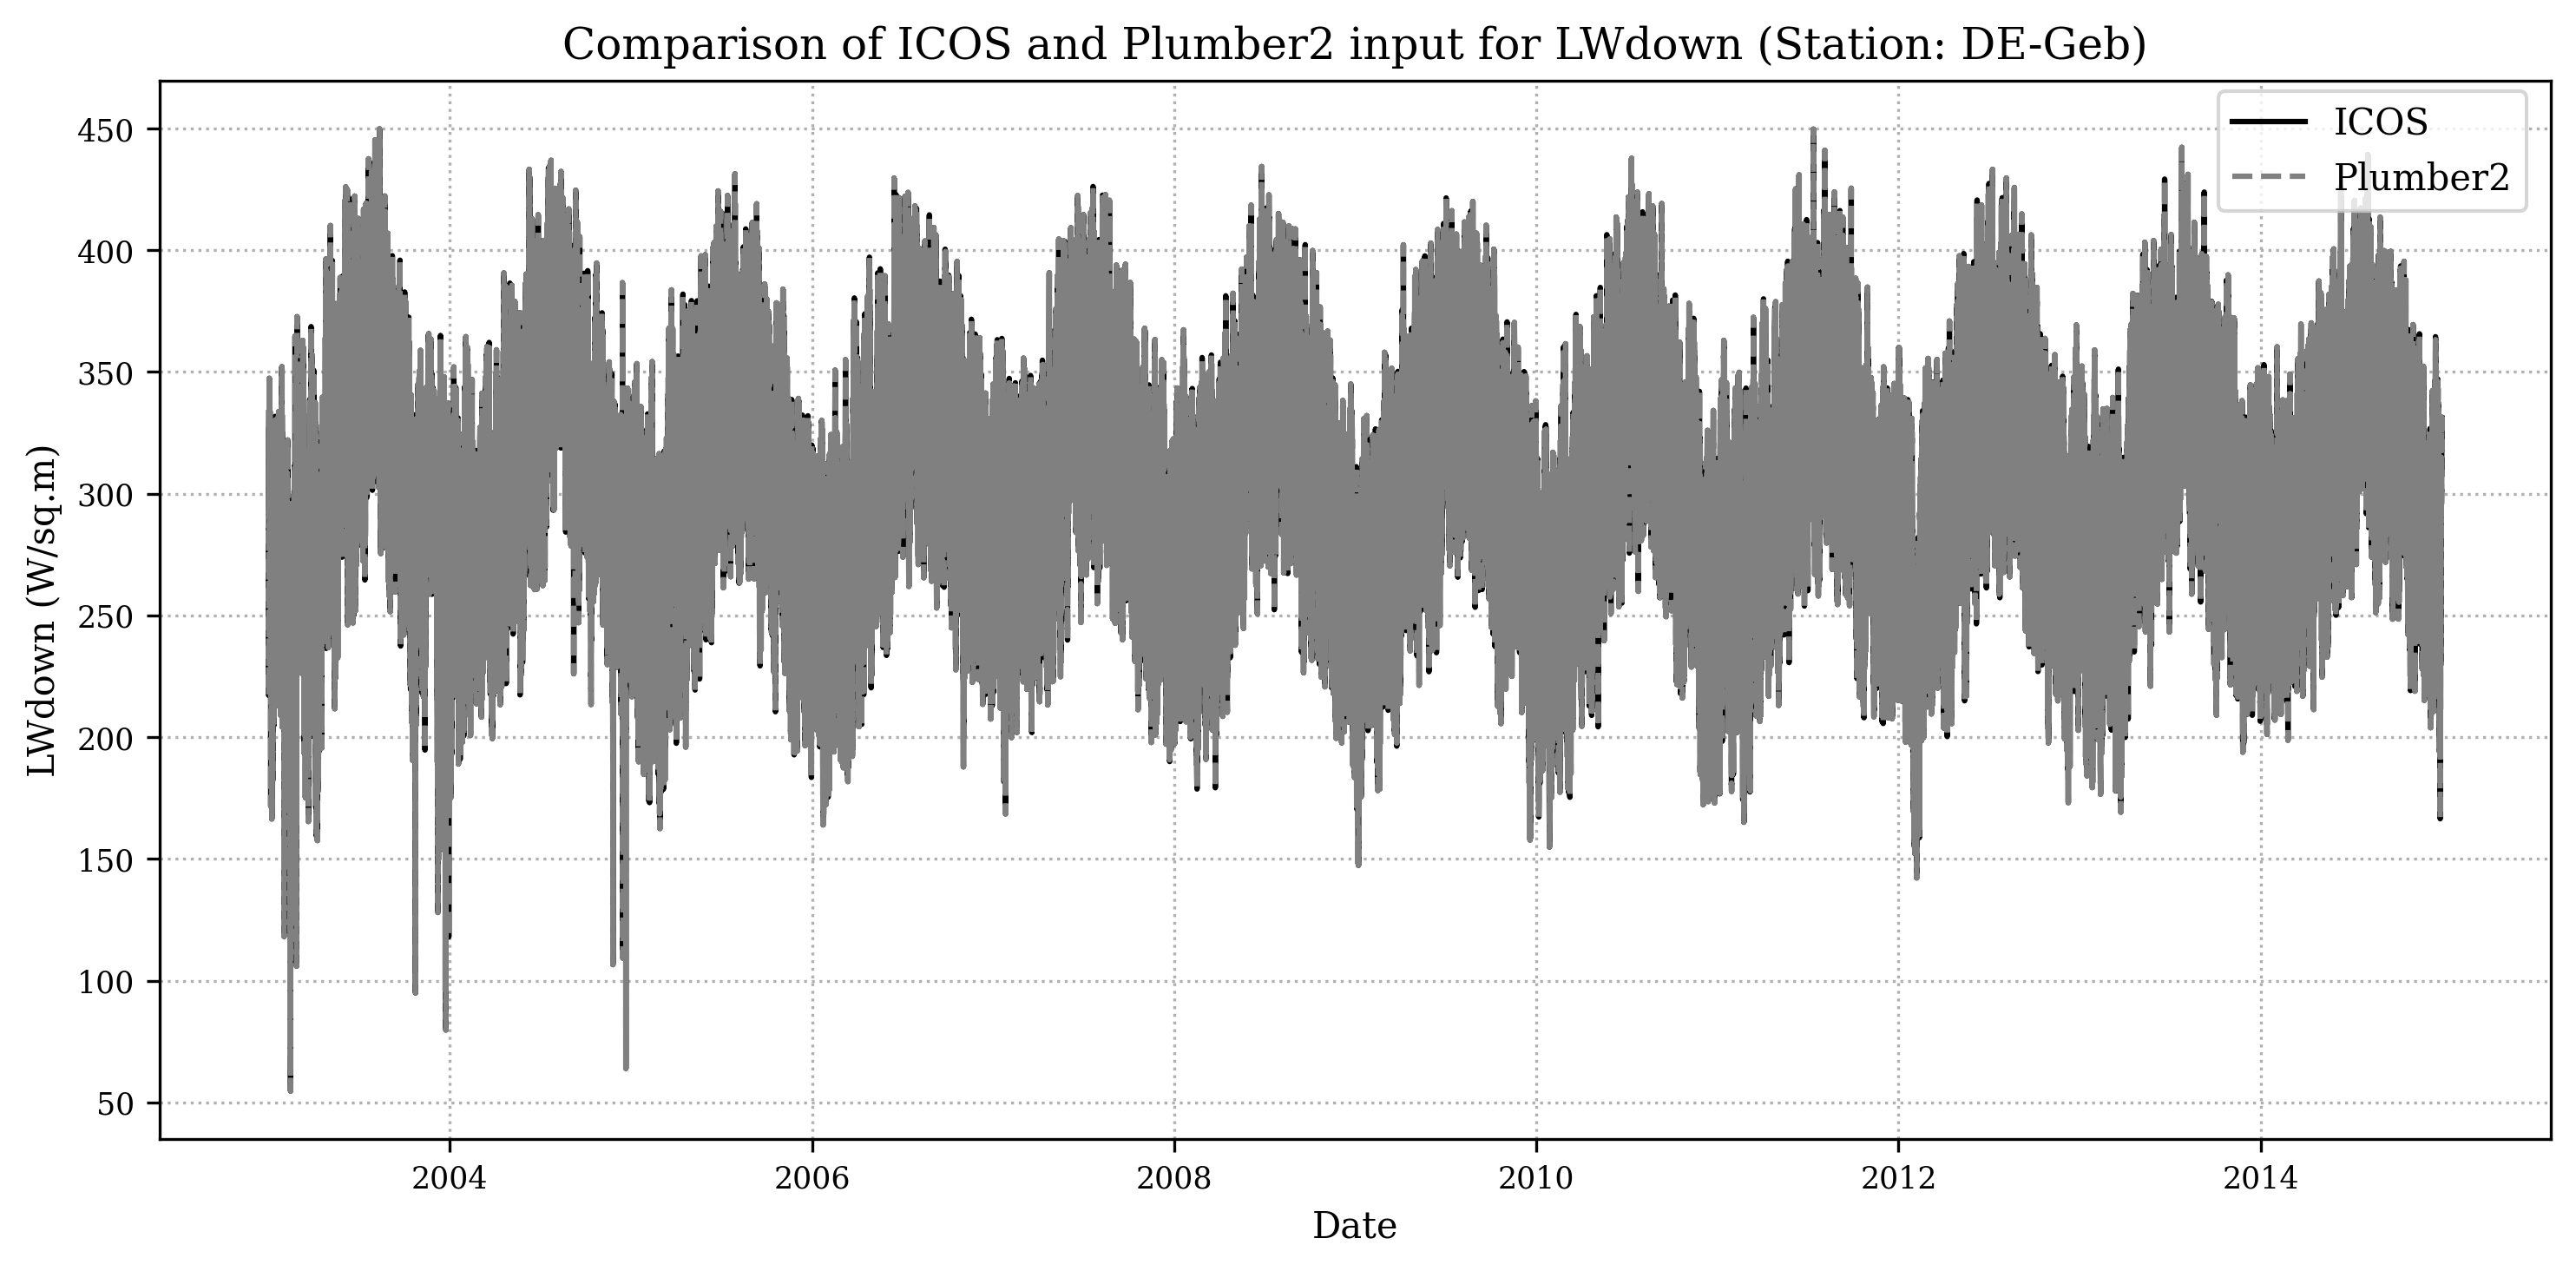 Comparison of ICOS and Plumber2 input for LWdown (Station: DE-Geb)
ICOS
Plumber2
LWdown (W/sq.m)
450
400
350
300
250
200
150
100
50
2004 2006 2008 2010 2012 2014
Date